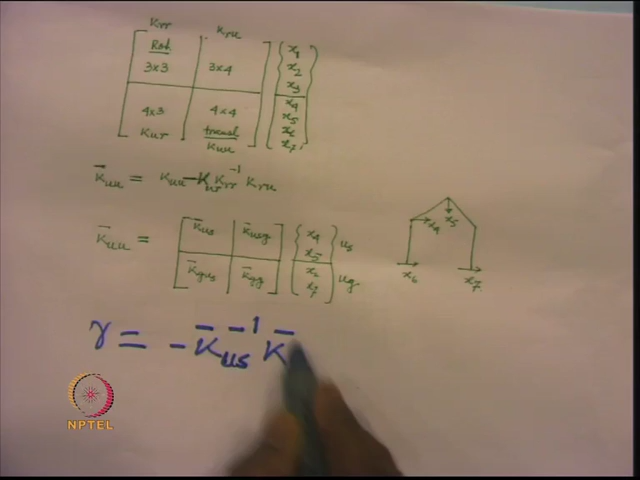 Krr Kru
Rot. x1
3x3 3x4 x2
x3
4x3 4x4 x4
Kur transl x5
Kuu x6
x7
K̄uu = Kuu - Kur Krr⁻¹ Kru
K̄uu = K̄us K̄usg x4 us
x5
K̄gus K̄gg x6 ug
x7
x4 x5
x6 x7
γ = - K̄us⁻¹ K̄
NPTEL